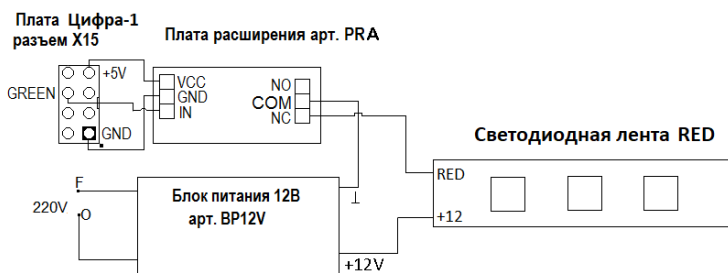 Плата Цифра-1
разъем X15
Плата расширения арт. PRA
+5V
GREEN
GND
VCC
GND
IN
NO
COM
NC
Светодиодная лента RED
RED
+12
F
220V
O
Блок питания 12В
арт. BP12V
+12V